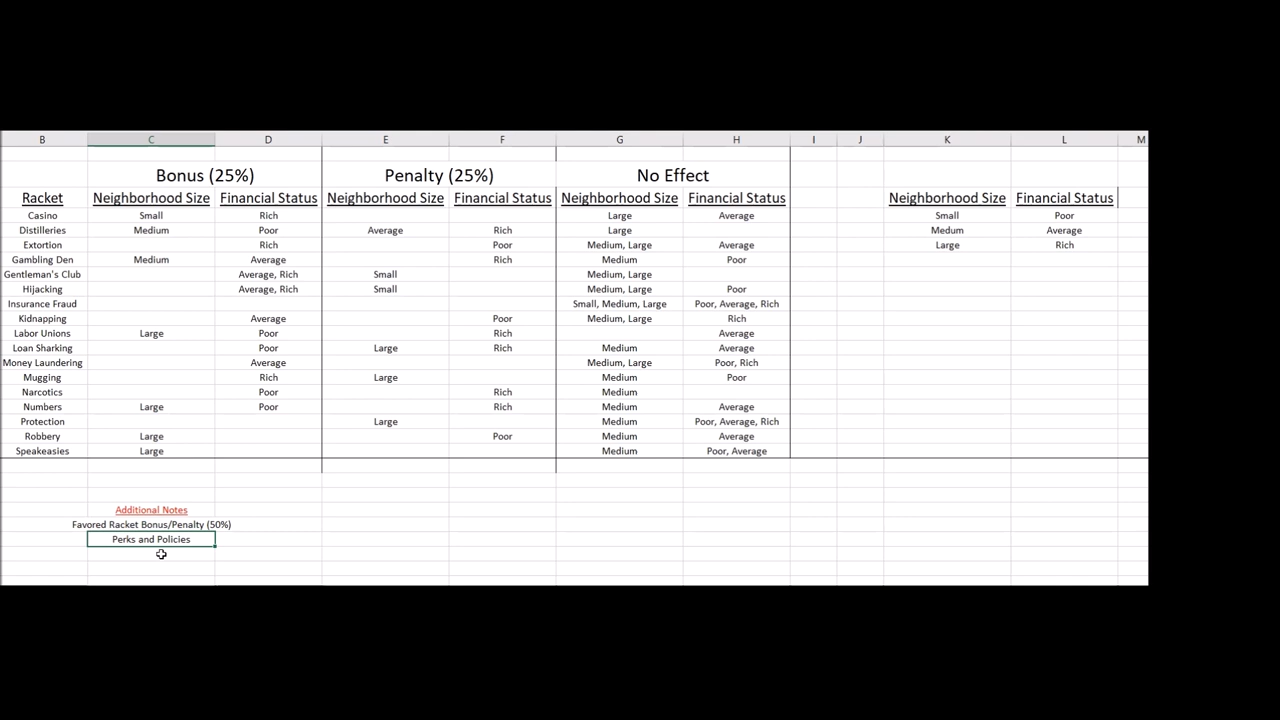 B C D E F G H I J K L M
Bonus (25%) Penalty (25%) No Effect
Racket Neighborhood Size Financial Status Neighborhood Size Financial Status Neighborhood Size Financial Status Neighborhood Size Financial Status
Casino Small Rich Large Average Small Poor
Distilleries Medium Poor Average Rich Large Medum Average
Extortion Rich Poor Medium, Large Average Large Rich
Gambling Den Medium Average Rich Medium Poor
Gentleman's Club Average, Rich Small Medium, Large
Hijacking Average, Rich Small Medium, Large Poor
Insurance Fraud Small, Medium, Large Poor, Average, Rich
Kidnapping Average Poor Medium, Large Rich
Labor Unions Large Poor Rich Average
Loan Sharking Poor Large Rich Medium Average
Money Laundering Average Medium, Large Poor, Rich
Mugging Rich Large Medium Poor
Narcotics Poor Rich Medium
Numbers Large Poor Rich Medium Average
Protection Large Medium Poor, Average, Rich
Robbery Large Poor Medium Average
Speakeasies Large Medium Poor, Average
Additional Notes
Favored Racket Bonus/Penalty (50%)
Perks and Policies